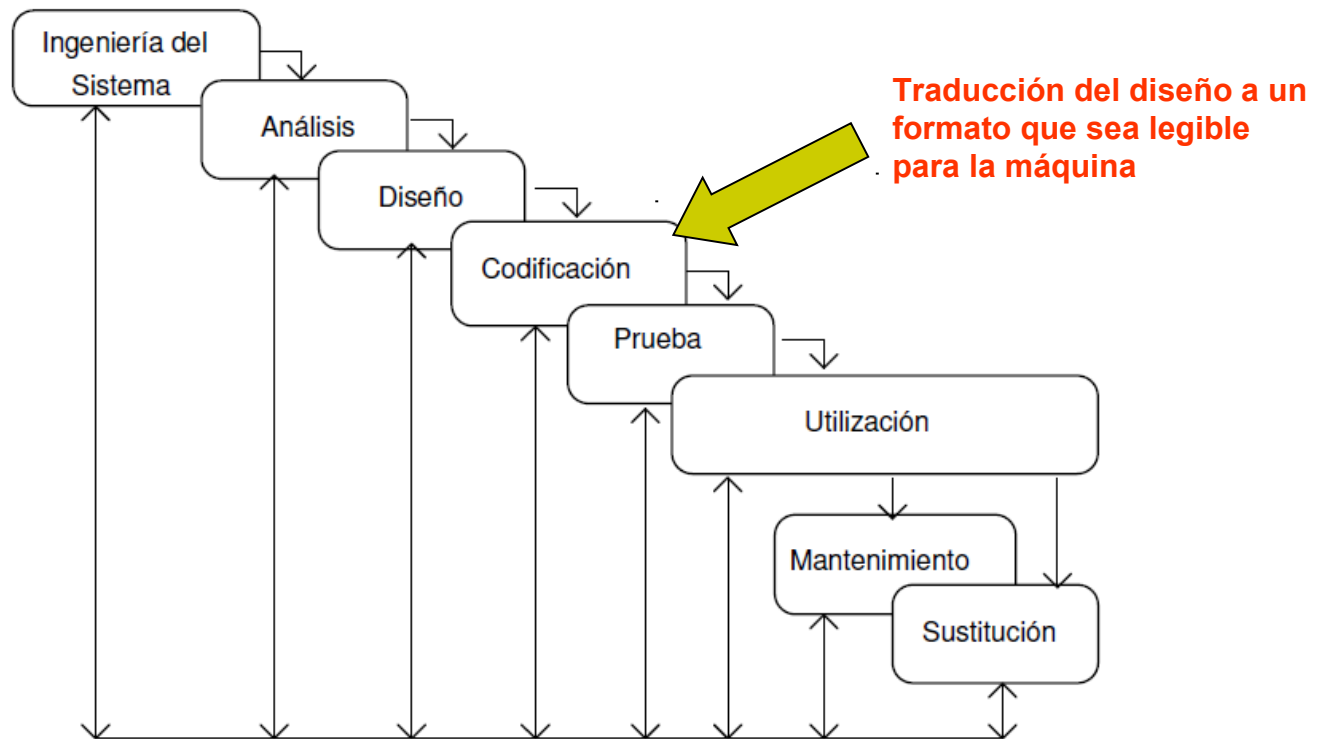 Ingeniería del
Sistema
Análisis
Diseño
Codificación
Prueba
Utilización
Mantenimiento
Sustitución
Traducción del diseño a un
formato que sea legible
para la máquina